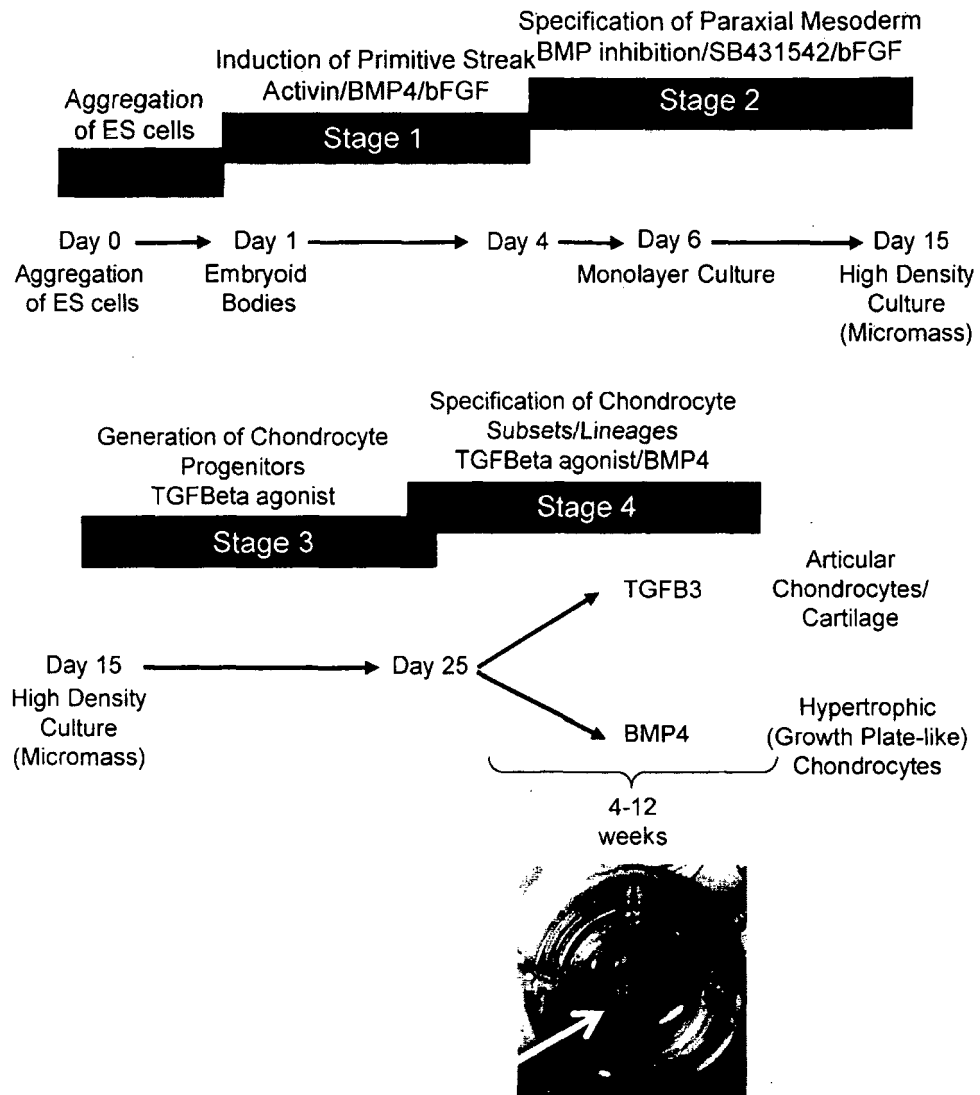 Specification of Paraxial Mesoderm
BMP inhibition/SB431542/bFGF
Induction of Primitive Streak
Activin/BMP4/bFGF
Aggregation
of ES cells
Stage 2
Stage 1
Day 0
Day 1
Day 4
Day 6
Day 15
Aggregation
of ES cells
Embryoid
Bodies
Monolayer Culture
High Density
Culture
(Micromass)
Generation of Chondrocyte
Progenitors
TGFBeta agonist
Specification of Chondrocyte
Subsets/Lineages
TGFBeta agonist/BMP4
Stage 3
Stage 4
Day 15
High Density
Culture
(Micromass)
Day 25
TGFB3
Articular
Chondrocytes/
Cartilage
BMP4
Hypertrophic
(Growth Plate-like)
Chondrocytes
4-12
weeks